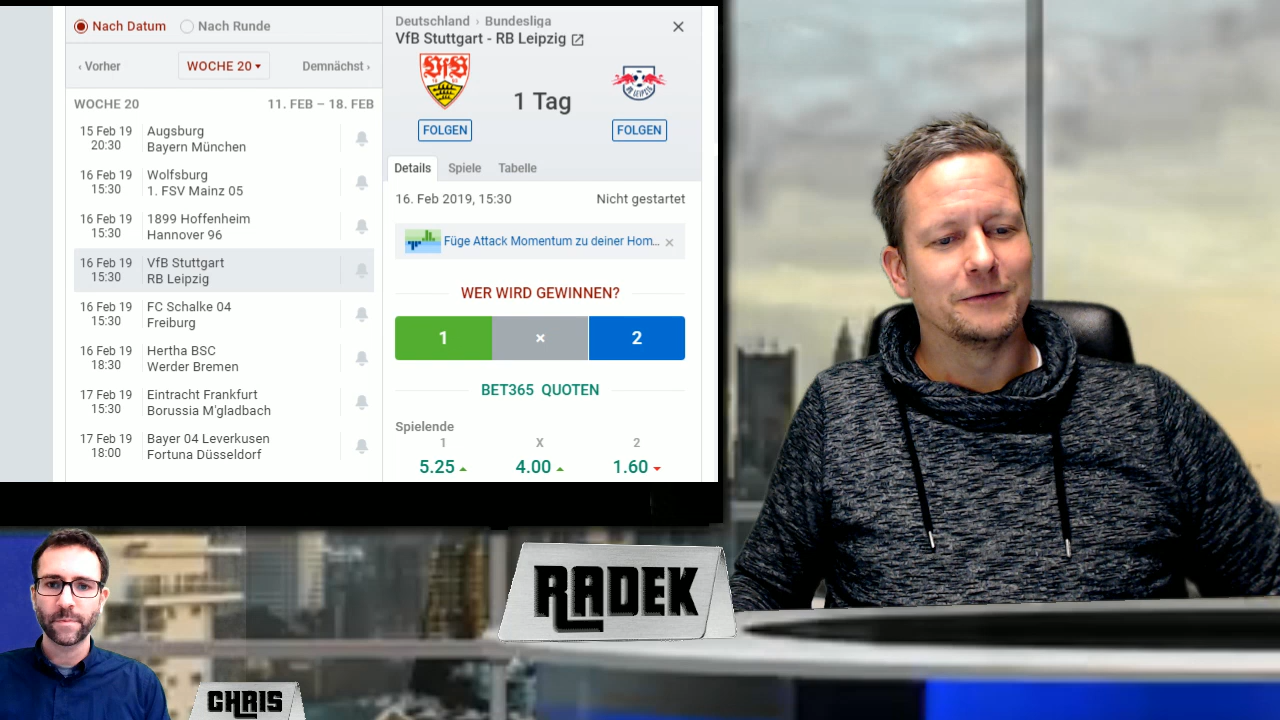 Nach Datum
Nach Runde
‹ Vorher
WOCHE 20
Demnächst ›
WOCHE 20
11. FEB – 18. FEB
15 Feb 19
20:30
Augsburg
Bayern München
16 Feb 19
15:30
Wolfsburg
1. FSV Mainz 05
16 Feb 19
15:30
1899 Hoffenheim
Hannover 96
16 Feb 19
15:30
VfB Stuttgart
RB Leipzig
16 Feb 19
15:30
FC Schalke 04
Freiburg
16 Feb 19
18:30
Hertha BSC
Werder Bremen
17 Feb 19
15:30
Eintracht Frankfurt
Borussia M'gladbach
17 Feb 19
18:00
Bayer 04 Leverkusen
Fortuna Düsseldorf
Deutschland › Bundesliga
VfB Stuttgart - RB Leipzig
VfB
RB LEIPZIG
1 Tag
FOLGEN
FOLGEN
Details
Spiele
Tabelle
16. Feb 2019, 15:30
Nicht gestartet
Füge Attack Momentum zu deiner Hom...
WER WIRD GEWINNEN?
1
×
2
BET365 QUOTEN
Spielende
1
X
2
5.25
4.00
1.60
RADEK
CHRIS